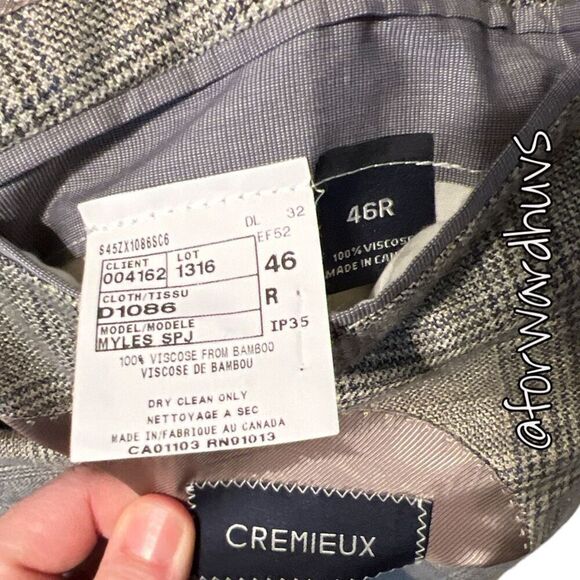 S45ZX1086SC6
DL 32
EF52
CLIENT LOT
004162 1316
46
CLOTH/TISSU
D1086
R
MODEL/MODELE
MYLES SPJ
IP35
100% VISCOSE FROM BAMBOO
VISCOSE DE BAMBOU
DRY CLEAN ONLY
NETTOYAGE A SEC
MADE IN/FABRIQUE AU CANADA
CA01103 RN91013
46R
100% VISCOSE
MADE IN
CREMIEUX
@forwardhuvs